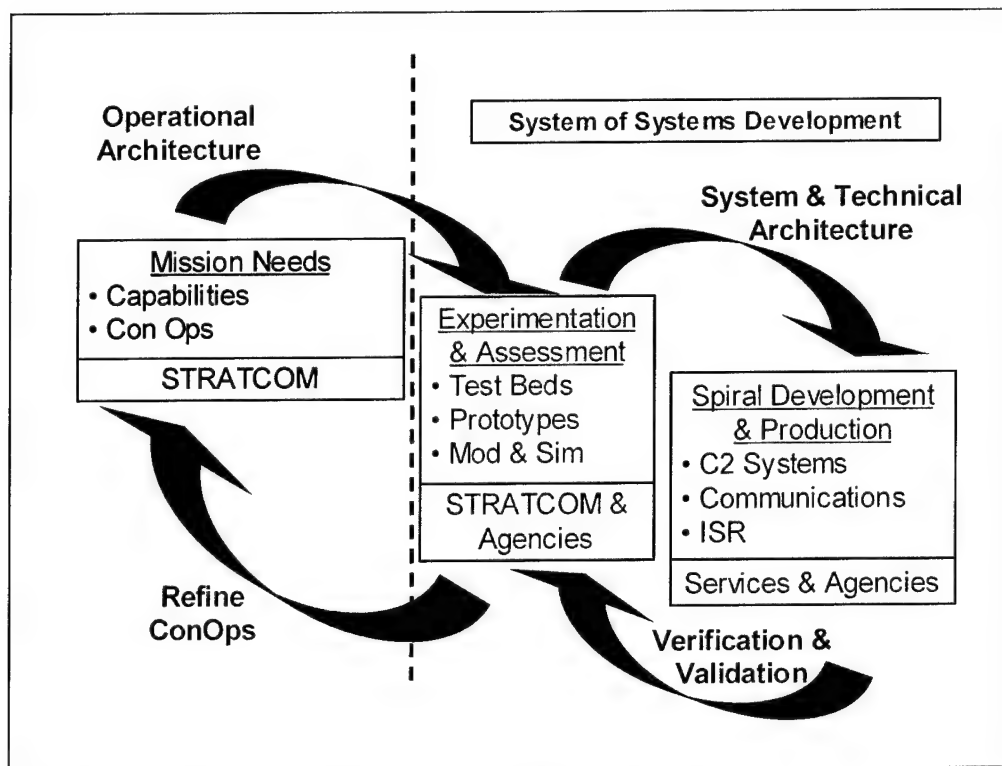 Operational
Architecture
System of Systems Development
System & Technical
Architecture
Mission Needs
• Capabilities
• Con Ops
STRATCOM
Experimentation
& Assessment
• Test Beds
• Prototypes
• Mod & Sim
STRATCOM &
Agencies
Spiral Development
& Production
• C2 Systems
• Communications
• ISR
Services & Agencies
Refine
ConOps
Verification &
Validation